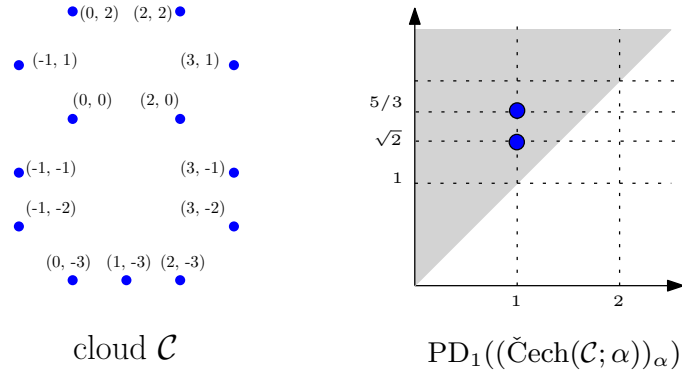 (0, 2) (2, 2)
(-1, 1) (3, 1)
(0, 0) (2, 0)
(-1, -1) (3, -1)
(-1, -2) (3, -2)
(0, -3) (1, -3) (2, -3)
cloud 𝓒
5/3
√2
1
1 2
PD₁((Čech(𝓒; α))α)